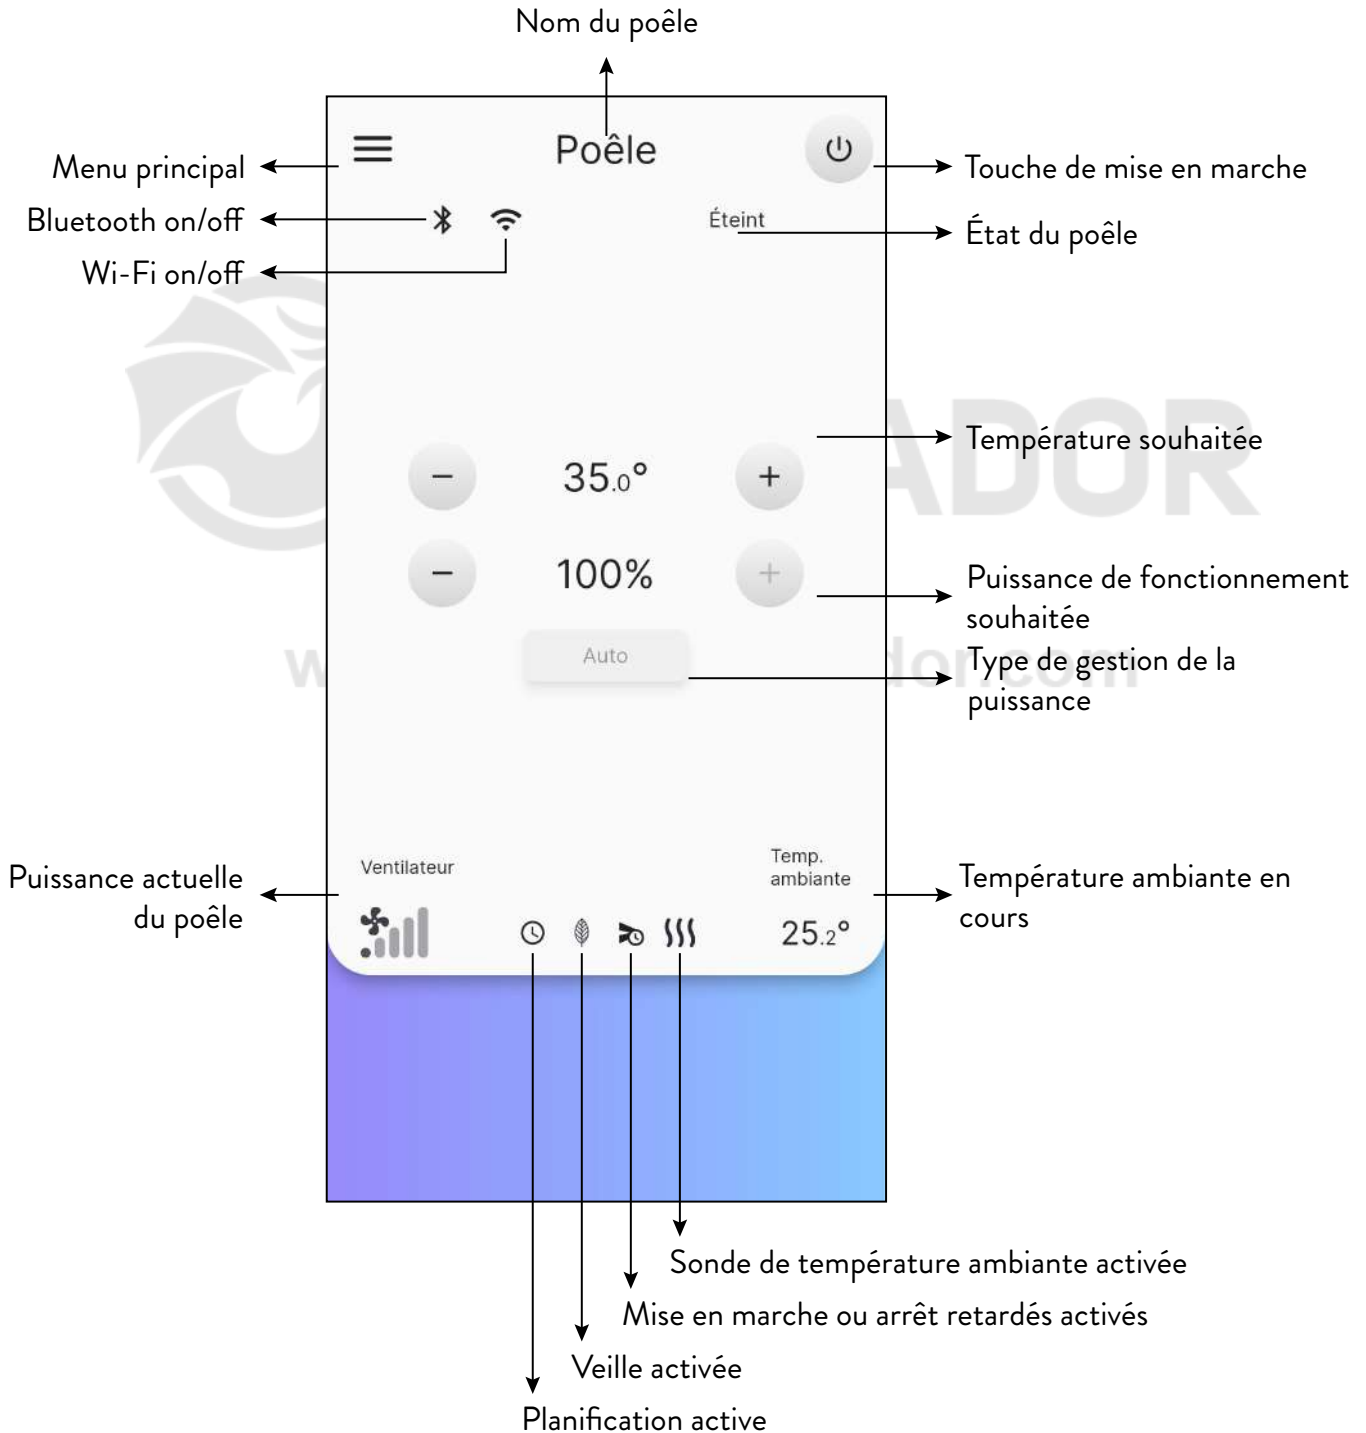 Nom du poêle
Poêle
Menu principal
Touche de mise en marche
Bluetooth on/off
Éteint
État du poêle
Wi-Fi on/off
ADOR
Température souhaitée
35.0°
100%
Puissance de fonctionnement
souhaitée
Auto
w
dor.com
Type de gestion de la
puissance
Ventilateur
Temp.
ambiante
Puissance actuelle
du poêle
Température ambiante en
cours
25.2°
Sonde de température ambiante activée
Mise en marche ou arrêt retardés activés
Veille activée
Planification active